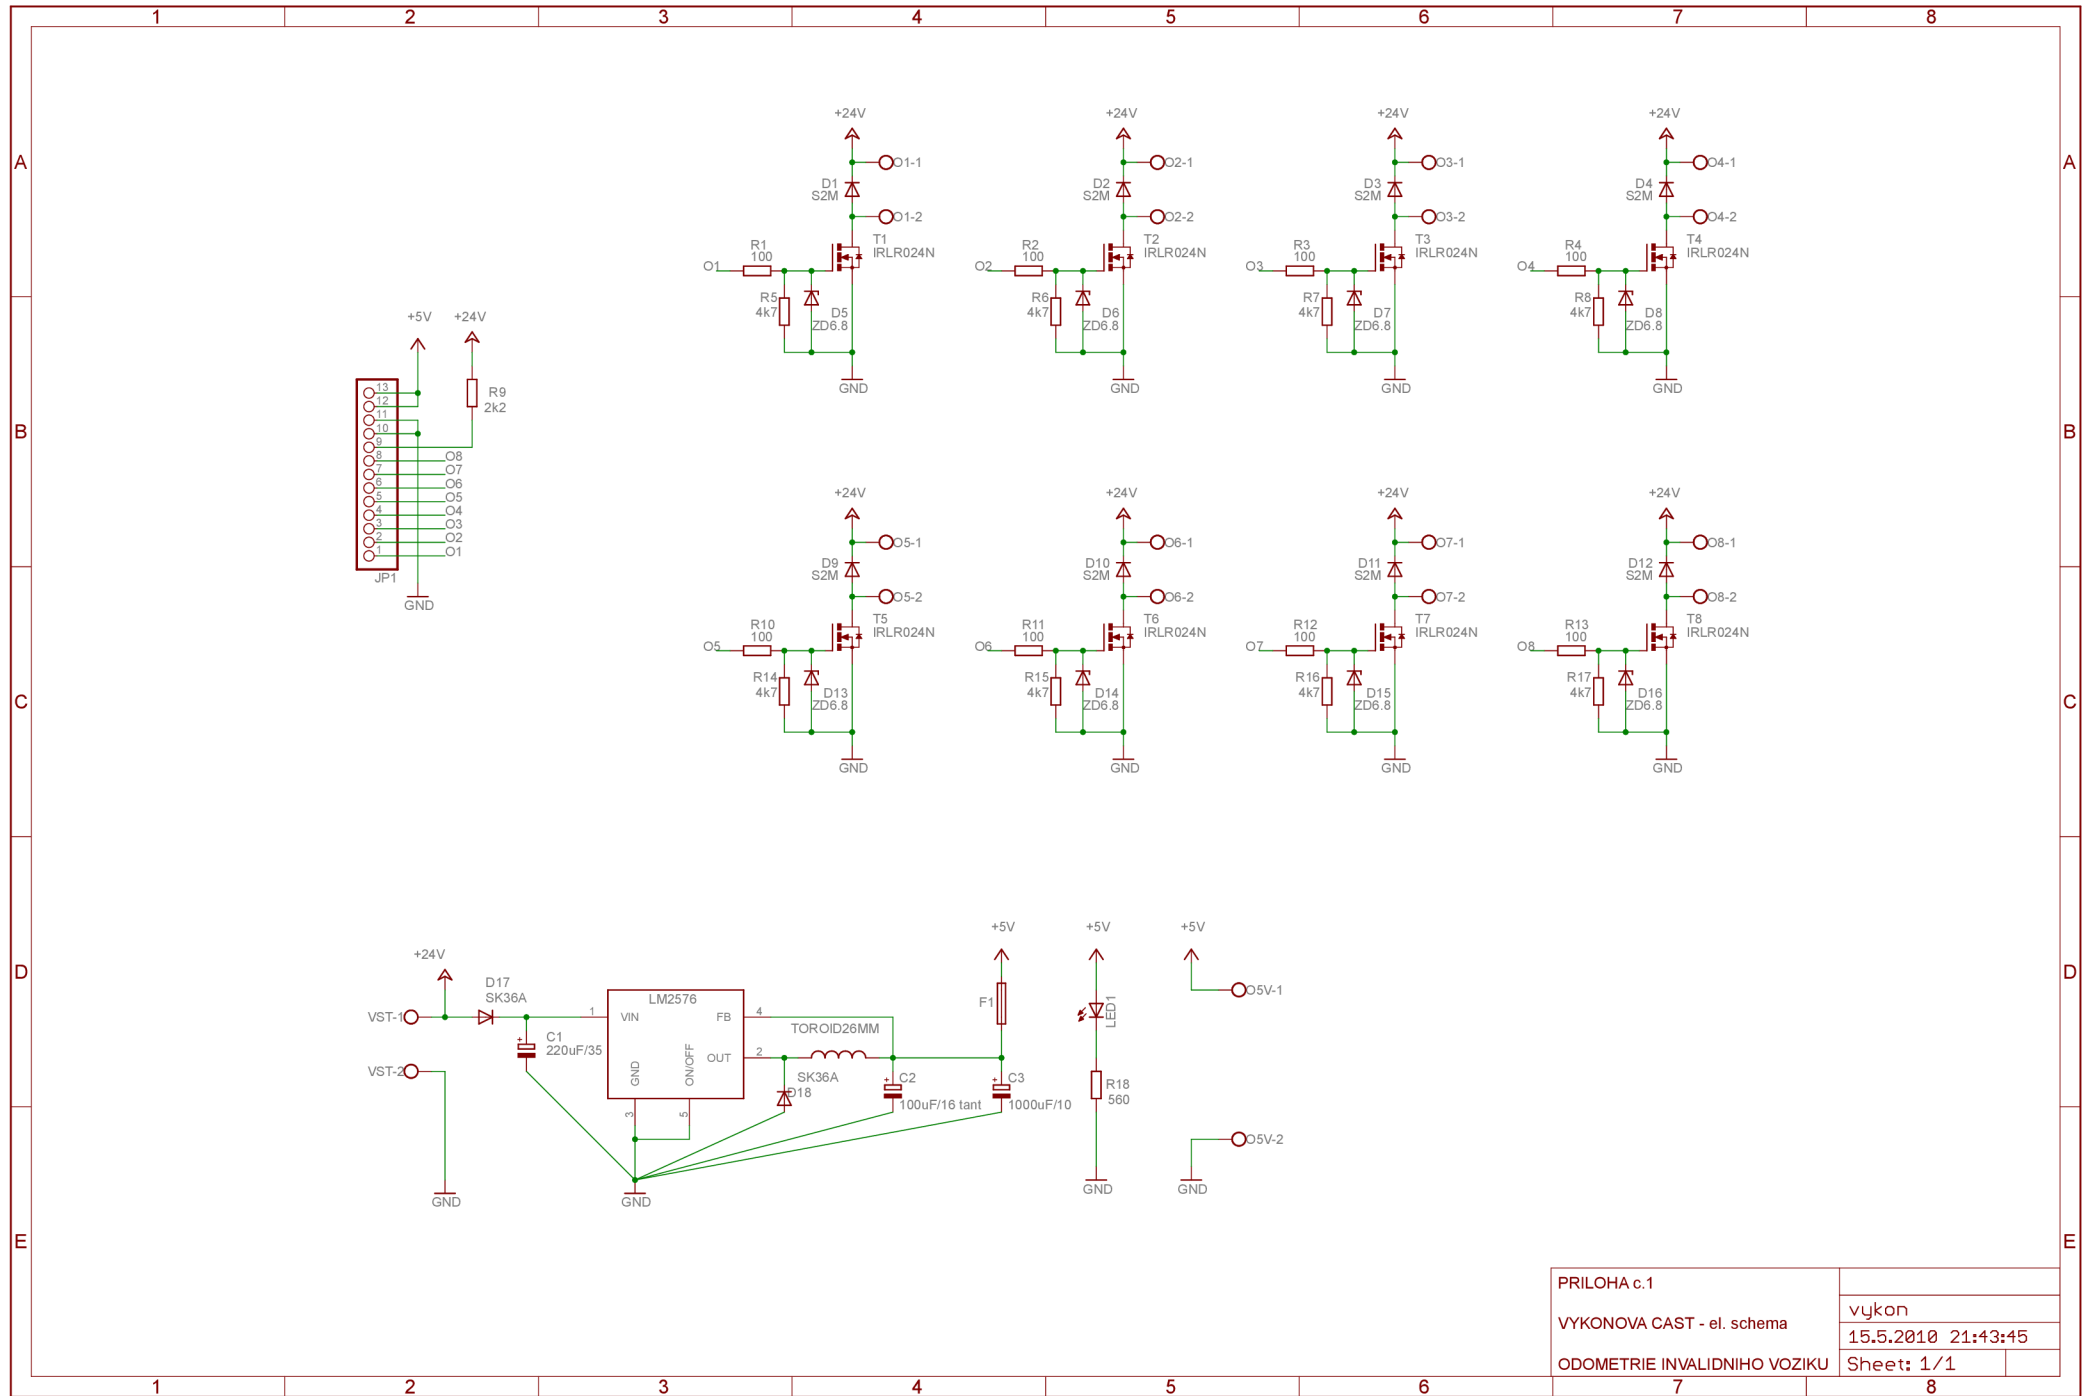 1 2 3 4 5 6 7 8
A A
B B
C C
D D
E E
+24V +24V +24V +24V
O1-1 O2-1 O3-1 O4-1
D1 D2 D3 D4
S2M S2M S2M S2M
O1-2 O2-2 O3-2 O4-2
T1 T2 T3 T4
IRLR024N IRLR024N IRLR024N IRLR024N
R1 R2 R3 R4
100 100 100 100
O1 O2 O3 O4
R5 R6 R7 R8
4k7 4k7 4k7 4k7
D5 D6 D7 D8
ZD6.8 ZD6.8 ZD6.8 ZD6.8
GND GND GND GND
+5V +24V
R9
2k2
13
12
11
10
9
8 O8
7 O7
6 O6
5 O5
4 O4
3 O3
2 O2
1 O1
JP1
GND
+24V +24V +24V +24V
O5-1 O6-1 O7-1 O8-1
D9 D10 D11 D12
S2M S2M S2M S2M
O5-2 O6-2 O7-2 O8-2
T5 T6 T7 T8
IRLR024N IRLR024N IRLR024N IRLR024N
R10 R11 R12 R13
100 100 100 100
O5 O6 O7 O8
R14 R15 R16 R17
4k7 4k7 4k7 4k7
D13 D14 D15 D16
ZD6.8 ZD6.8 ZD6.8 ZD6.8
GND GND GND GND
+24V
VST-1
VST-2
GND
D17
SK36A
C1
220uF/35
LM2576
1 VIN FB 4
OUT 2
GND ON/OFF
3 5
GND
TOROID26MM
SK36A
D18
C2
100uF/16 tant
C3
1000uF/10
+5V +5V +5V
F1
LED1
R18
560
GND
O5V-1
O5V-2
GND
PRILOHA c.1
VYKONOVA CAST - el. schema
ODOMETRIE INVALIDNIHO VOZIKU
vykon
15.5.2010 21:43:45
Sheet: 1/1
1 2 3 4 5 6 7 8